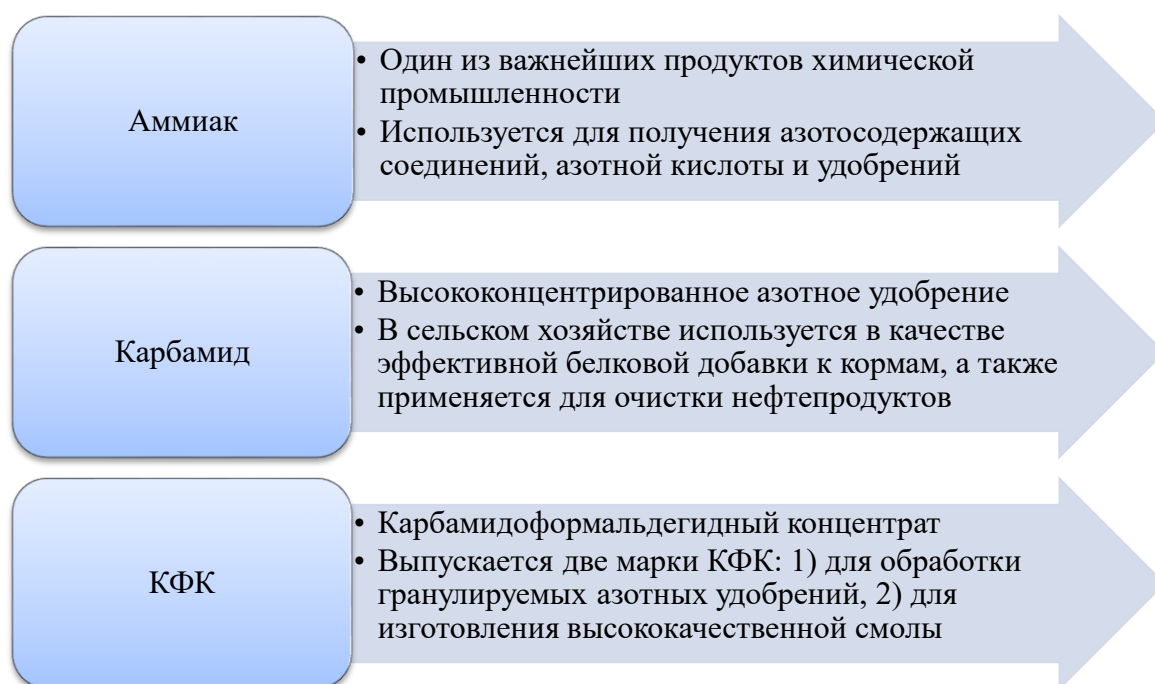 Аммиак
• Один из важнейших продуктов химической
промышленности
• Используется для получения азотосодержащих
соединений, азотной кислоты и удобрений
Карбамид
• Высококонцентрированное азотное удобрение
• В сельском хозяйстве используется в качестве
эффективной белковой добавки к кормам, а также
применяется для очистки нефтепродуктов
КФК
• Карбамидоформальдегидный концентрат
• Выпускается две марки КФК: 1) для обработки
гранулируемых азотных удобрений, 2) для
изготовления высококачественной смолы